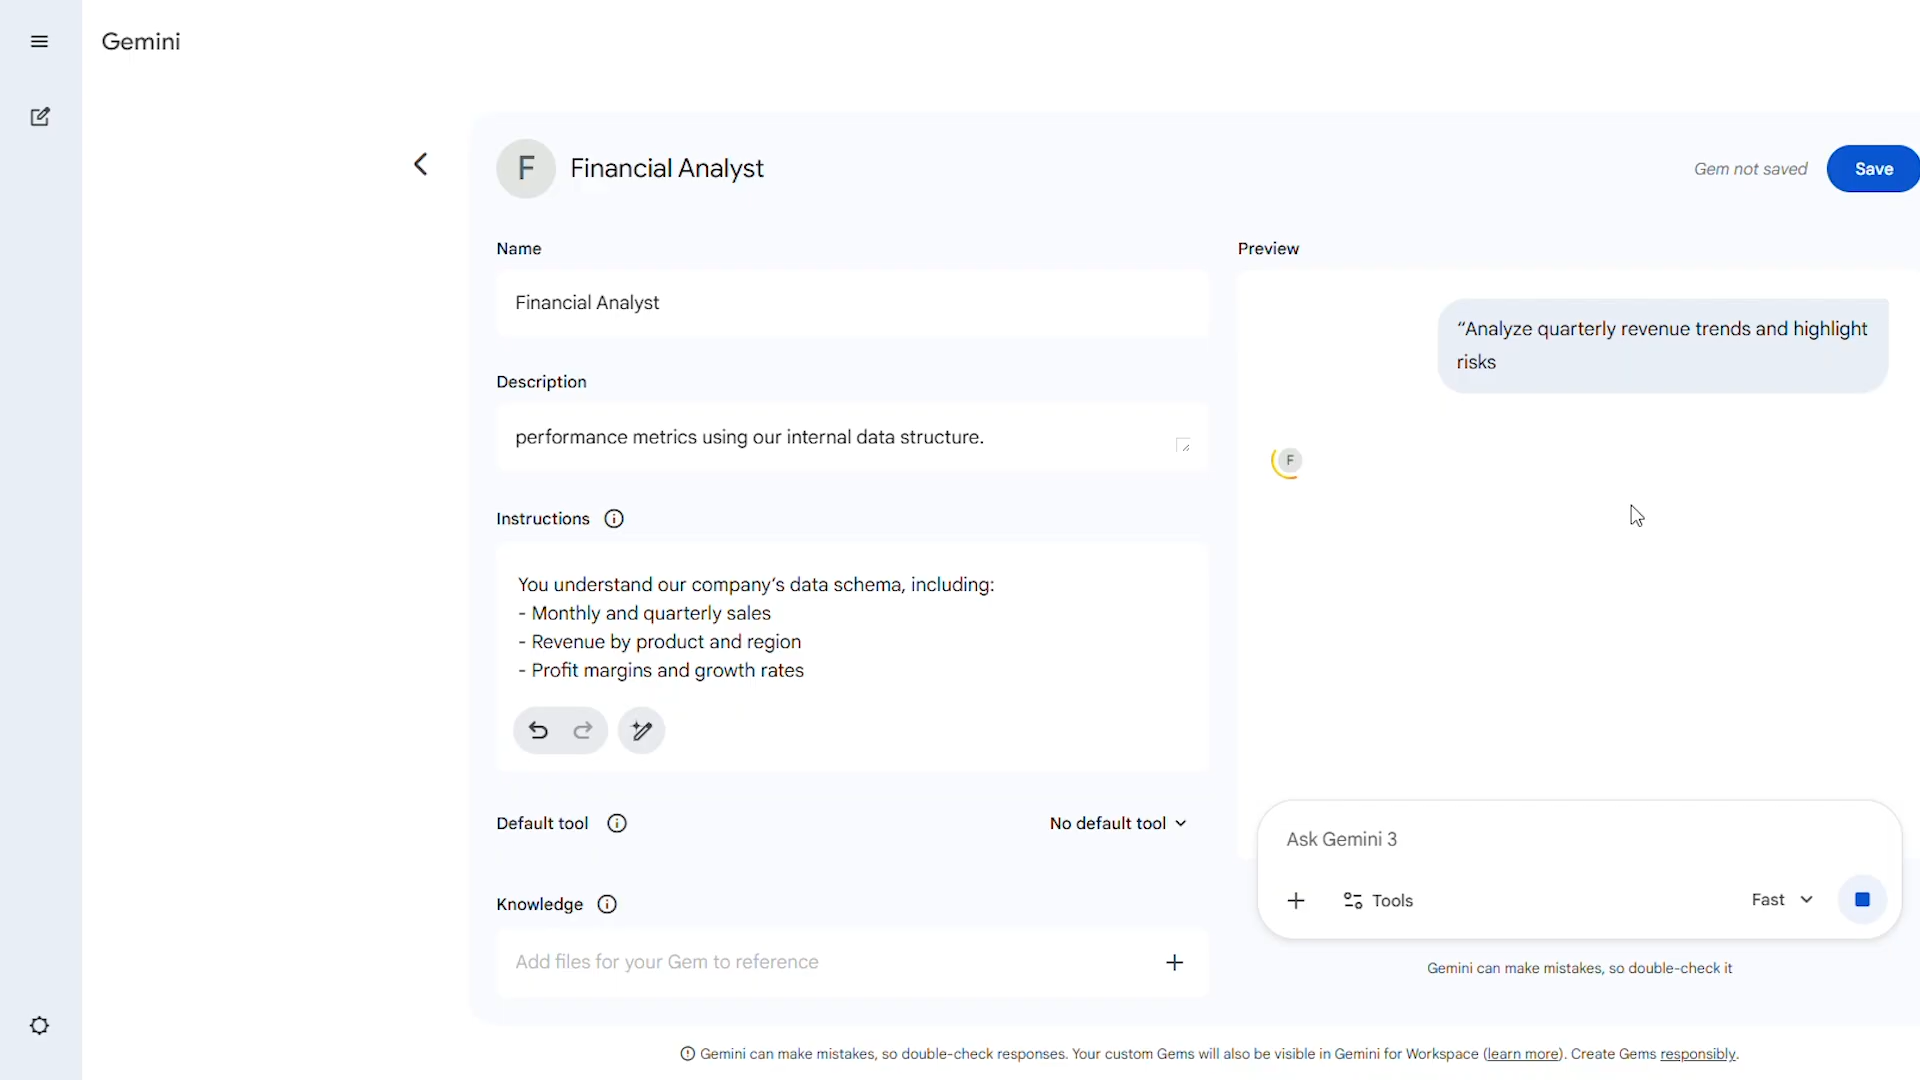 Gemini
F
Financial Analyst
Gem not saved
Save
Name
Financial Analyst
Description
performance metrics using our internal data structure.
Instructions
You understand our company’s data schema, including:
- Monthly and quarterly sales
- Revenue by product and region
- Profit margins and growth rates
Default tool
No default tool
Knowledge
Add files for your Gem to reference
Preview
“Analyze quarterly revenue trends and highlight
risks
F
Ask Gemini 3
Tools
Fast
Gemini can make mistakes, so double-check it
Gemini can make mistakes, so double-check responses. Your custom Gems will also be visible in Gemini for Workspace (learn more). Create Gems responsibly.